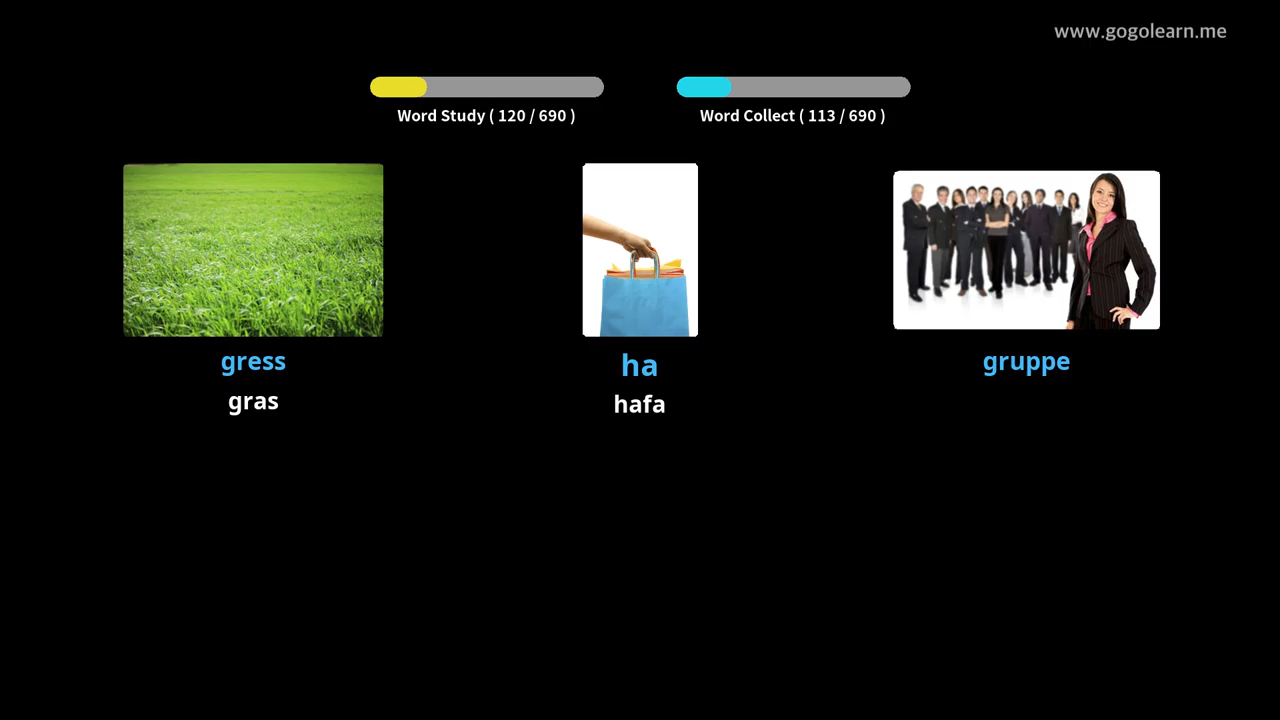 www.gogolearn.me
Word Study ( 120 / 690 )
Word Collect ( 113 / 690 )
gress
gras
ha
hafa
gruppe